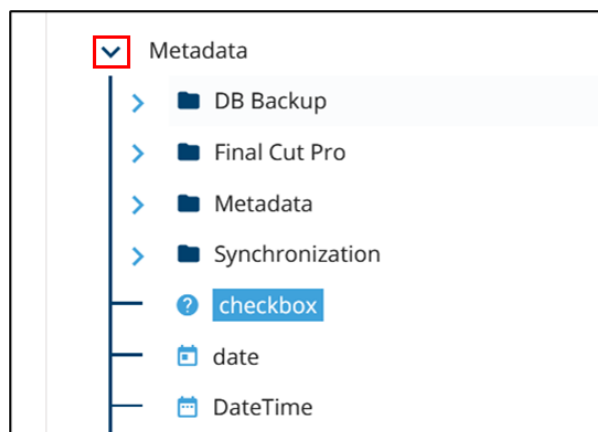 Metadata
DB Backup
Final Cut Pro
Metadata
Synchronization
checkbox
date
DateTime